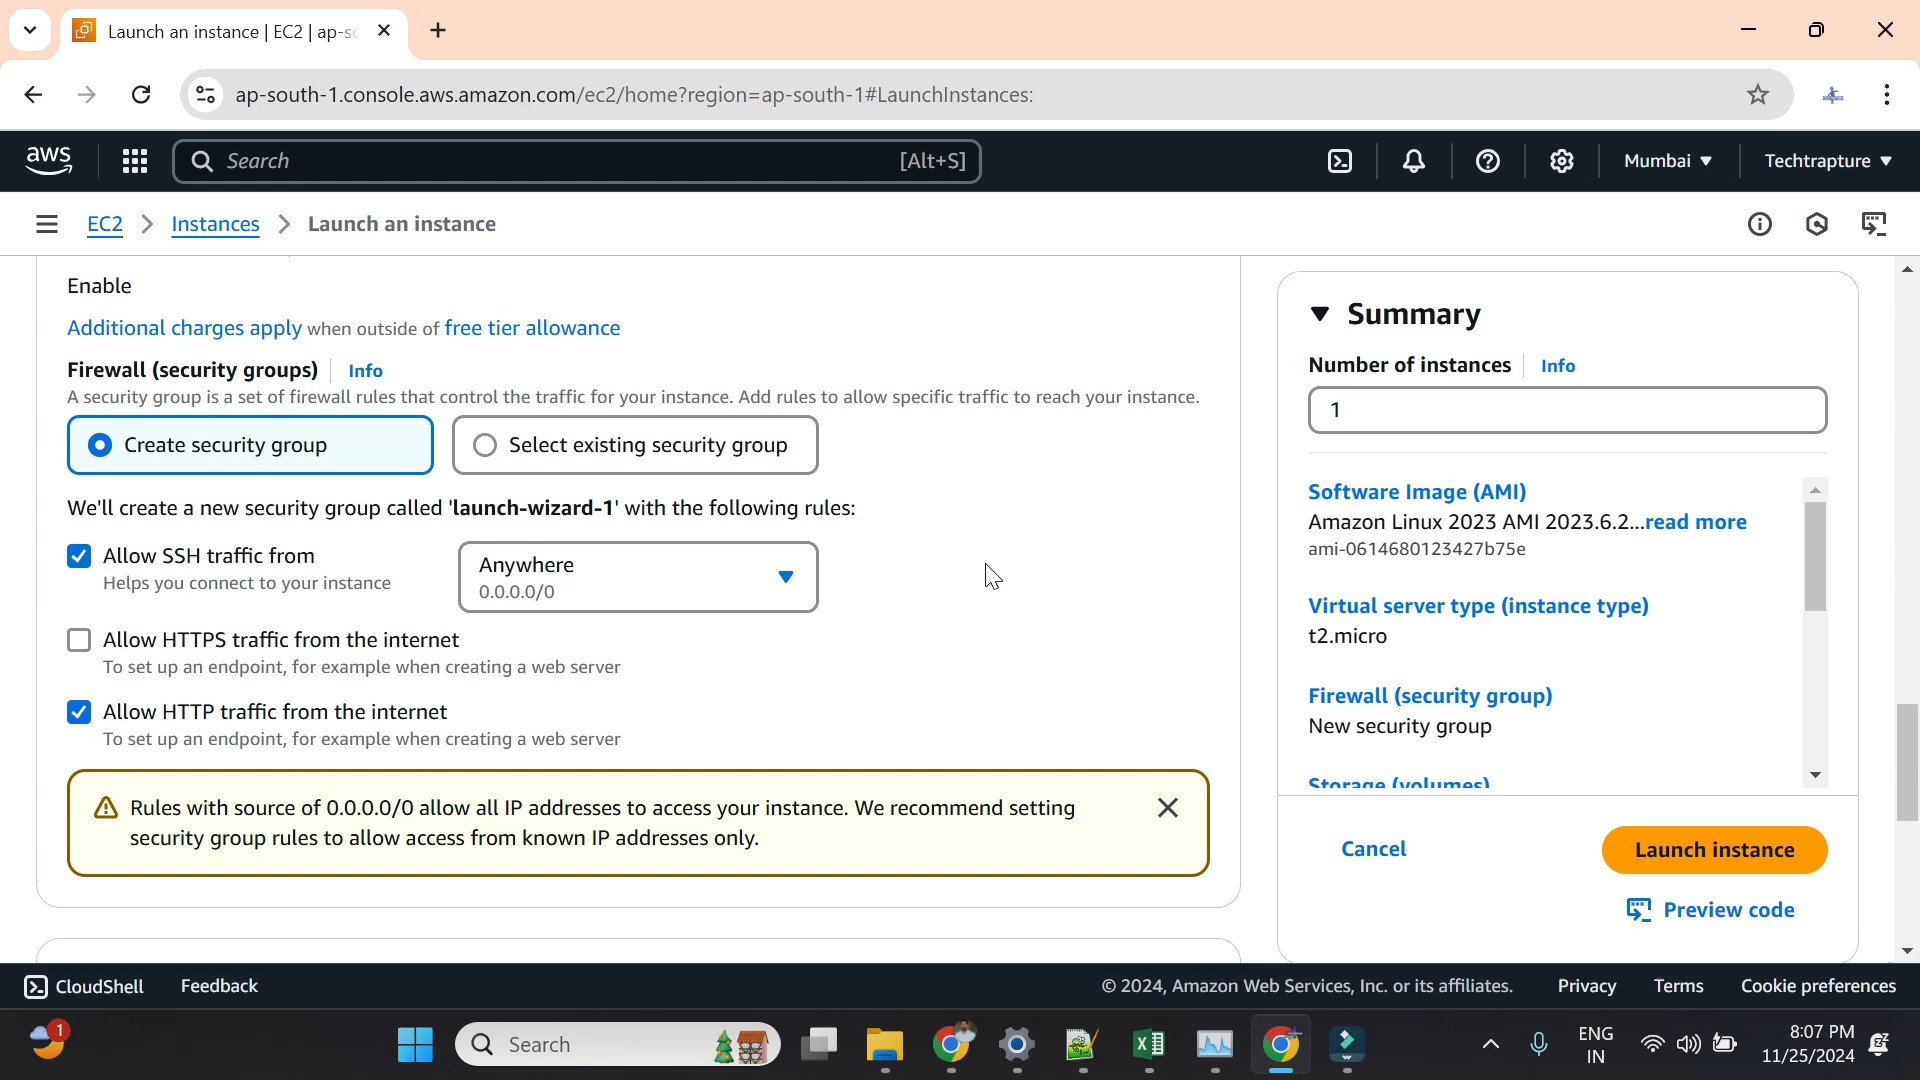 Launch an instance | EC2 | ap-so
ap-south-1.console.aws.amazon.com/ec2/home?region=ap-south-1#LaunchInstances:
aws
Search
[Alt+S]
Mumbai
Techtrapture
EC2
Instances
Launch an instance
Enable
Additional charges apply when outside of free tier allowance
Firewall (security groups)
Info
A security group is a set of firewall rules that control the traffic for your instance. Add rules to allow specific traffic to reach your instance.
Create security group
Select existing security group
We'll create a new security group called 'launch-wizard-1' with the following rules:
Allow SSH traffic from
Helps you connect to your instance
Anywhere
0.0.0.0/0
Allow HTTPS traffic from the internet
To set up an endpoint, for example when creating a web server
Allow HTTP traffic from the internet
To set up an endpoint, for example when creating a web server
Rules with source of 0.0.0.0/0 allow all IP addresses to access your instance. We recommend setting
security group rules to allow access from known IP addresses only.
Summary
Number of instances
Info
1
Software Image (AMI)
Amazon Linux 2023 AMI 2023.6.2...read more
ami-0614680123427b75e
Virtual server type (instance type)
t2.micro
Firewall (security group)
New security group
Storage (volumes)
Cancel
Launch instance
Preview code
CloudShell
Feedback
© 2024, Amazon Web Services, Inc. or its affiliates.
Privacy
Terms
Cookie preferences
1
Search
ENG
IN
8:07 PM
11/25/2024